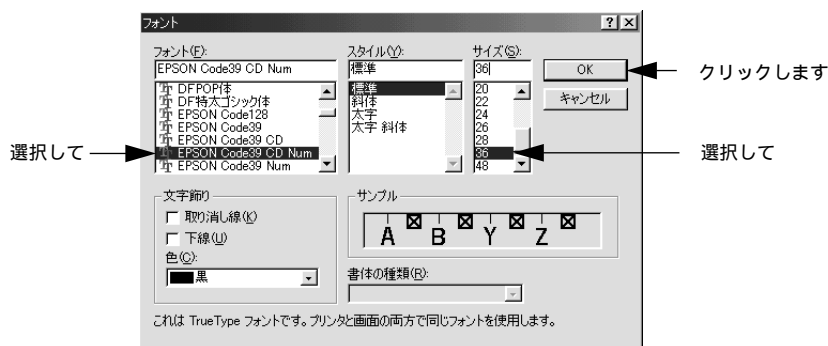 フォント
フォント(F):
EPSON Code39 CD Num
DFPOP体
DF特太ゴシック体
EPSON Code128
EPSON Code39
EPSON Code39 CD
EPSON Code39 CD Num
EPSON Code39 Num
スタイル(Y):
標準
標準
斜体
太字
太字 斜体
サイズ(S):
36
20
22
24
26
28
36
48
OK
キャンセル
クリックします
選択して
選択して
文字飾り
取り消し線(K)
下線(U)
色(C):
黒
サンプル
A B Y Z
書体の種類(R):
これは TrueType フォントです。プリンタと画面の両方で同じフォントを使用します。